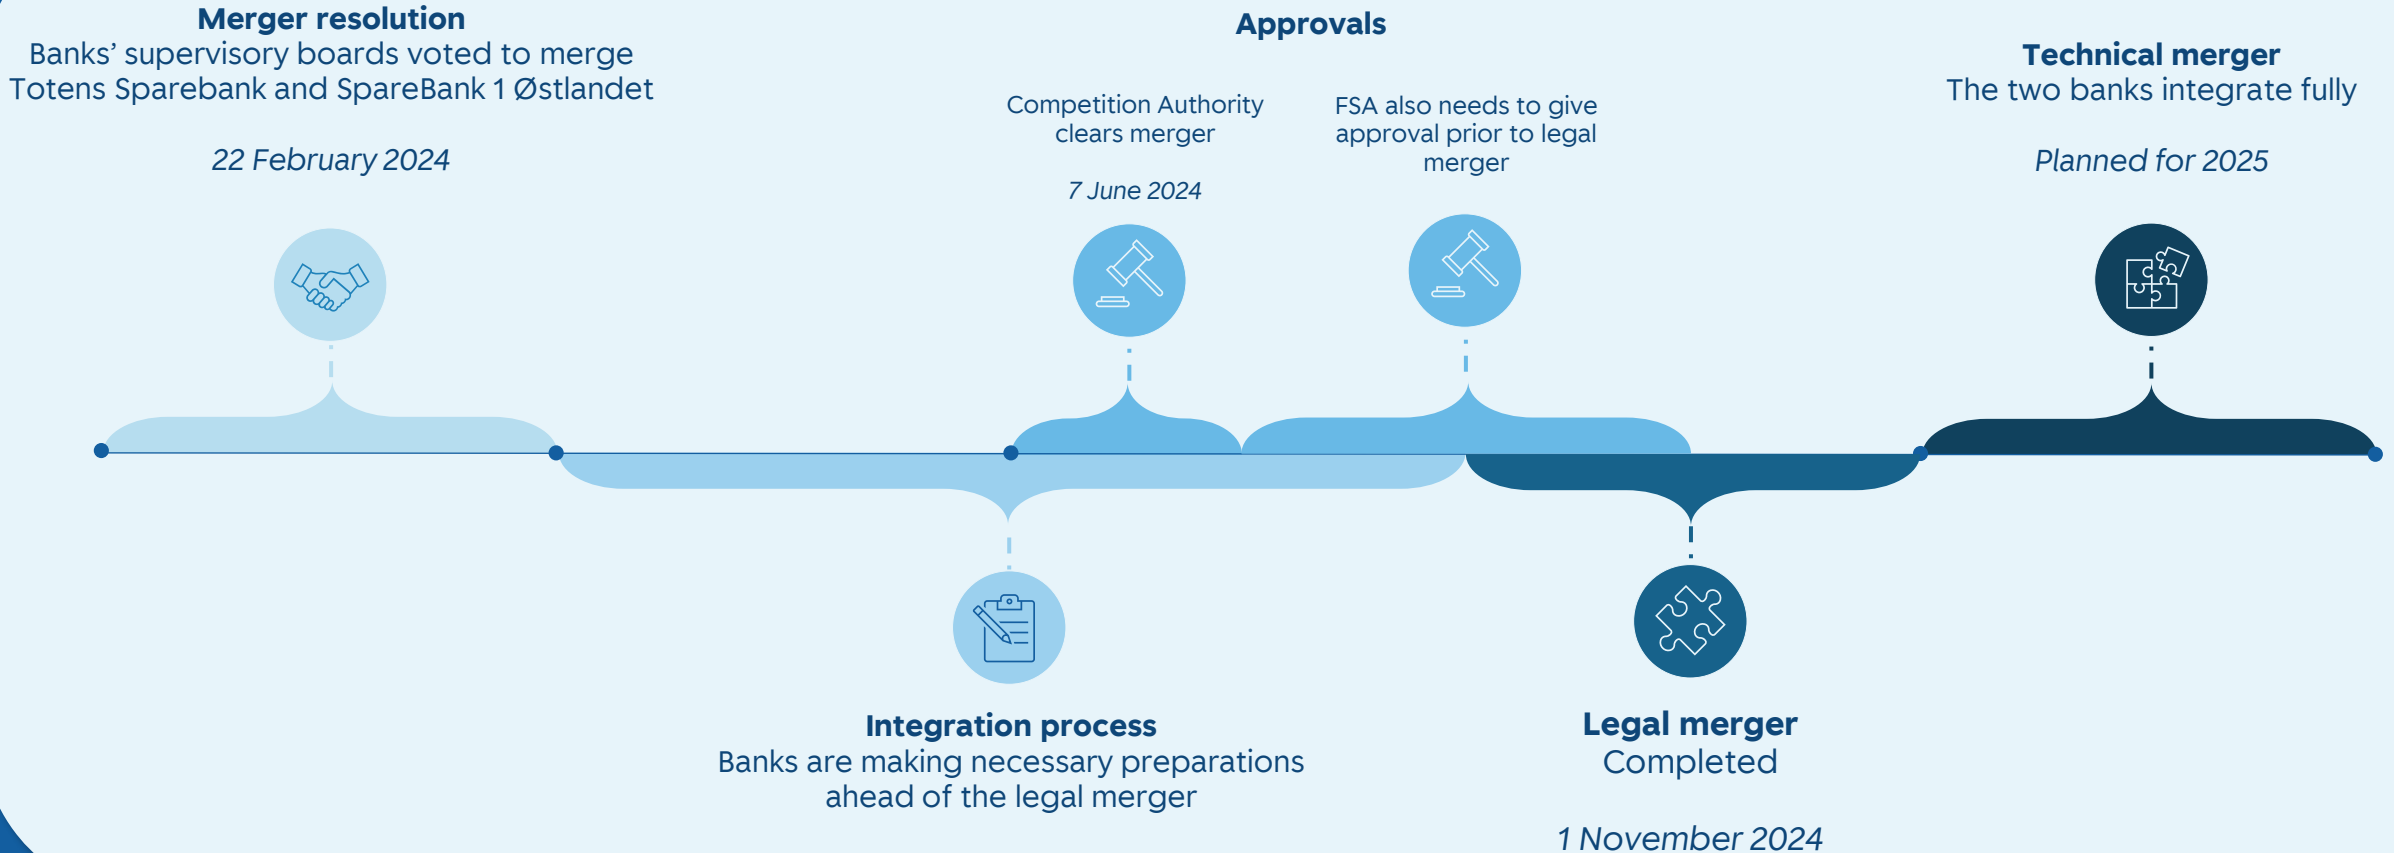 Merger resolution
Banks’ supervisory boards voted to merge
Totens Sparebank and SpareBank 1 Østlandet
22 February 2024
Approvals
Competition Authority
clears merger
7 June 2024
FSA also needs to give
approval prior to legal
merger
Technical merger
The two banks integrate fully
Planned for 2025
Integration process
Banks are making necessary preparations
ahead of the legal merger
Legal merger
Completed
1 November 2024